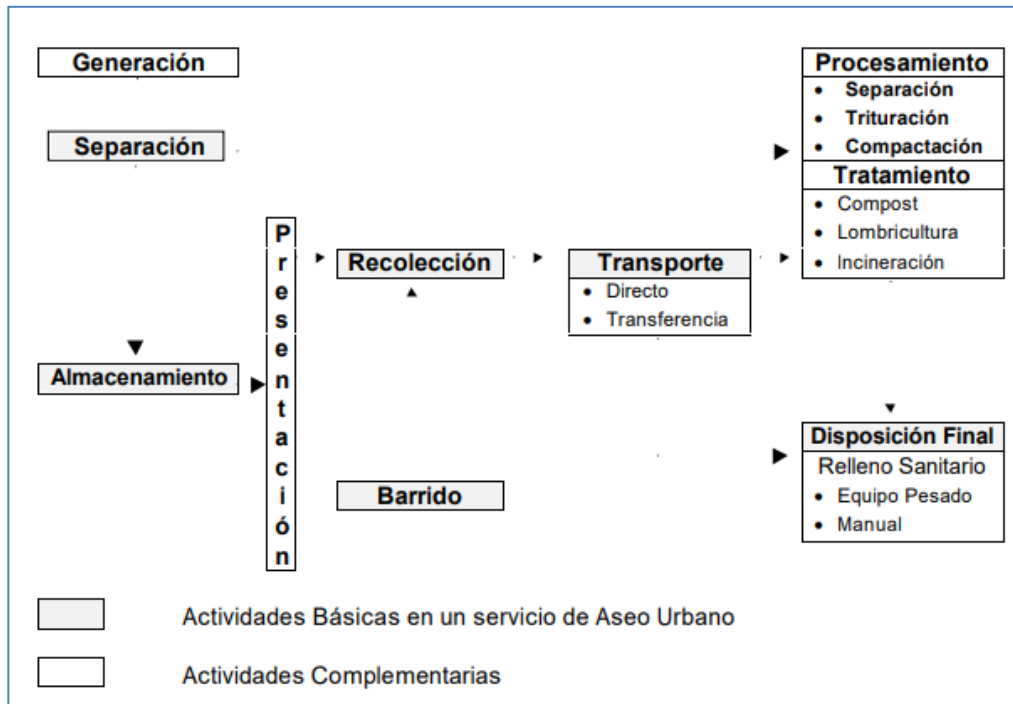 Generación
Separación
Almacenamiento
Presentación
Recolección
Barrido
Transporte
• Directo
• Transferencia
Procesamiento
• Separación
• Trituración
• Compactación
Tratamiento
• Compost
• Lombricultura
• Incineración
Disposición Final
Relleno Sanitario
• Equipo Pesado
• Manual
Actividades Básicas en un servicio de Aseo Urbano
Actividades Complementarias